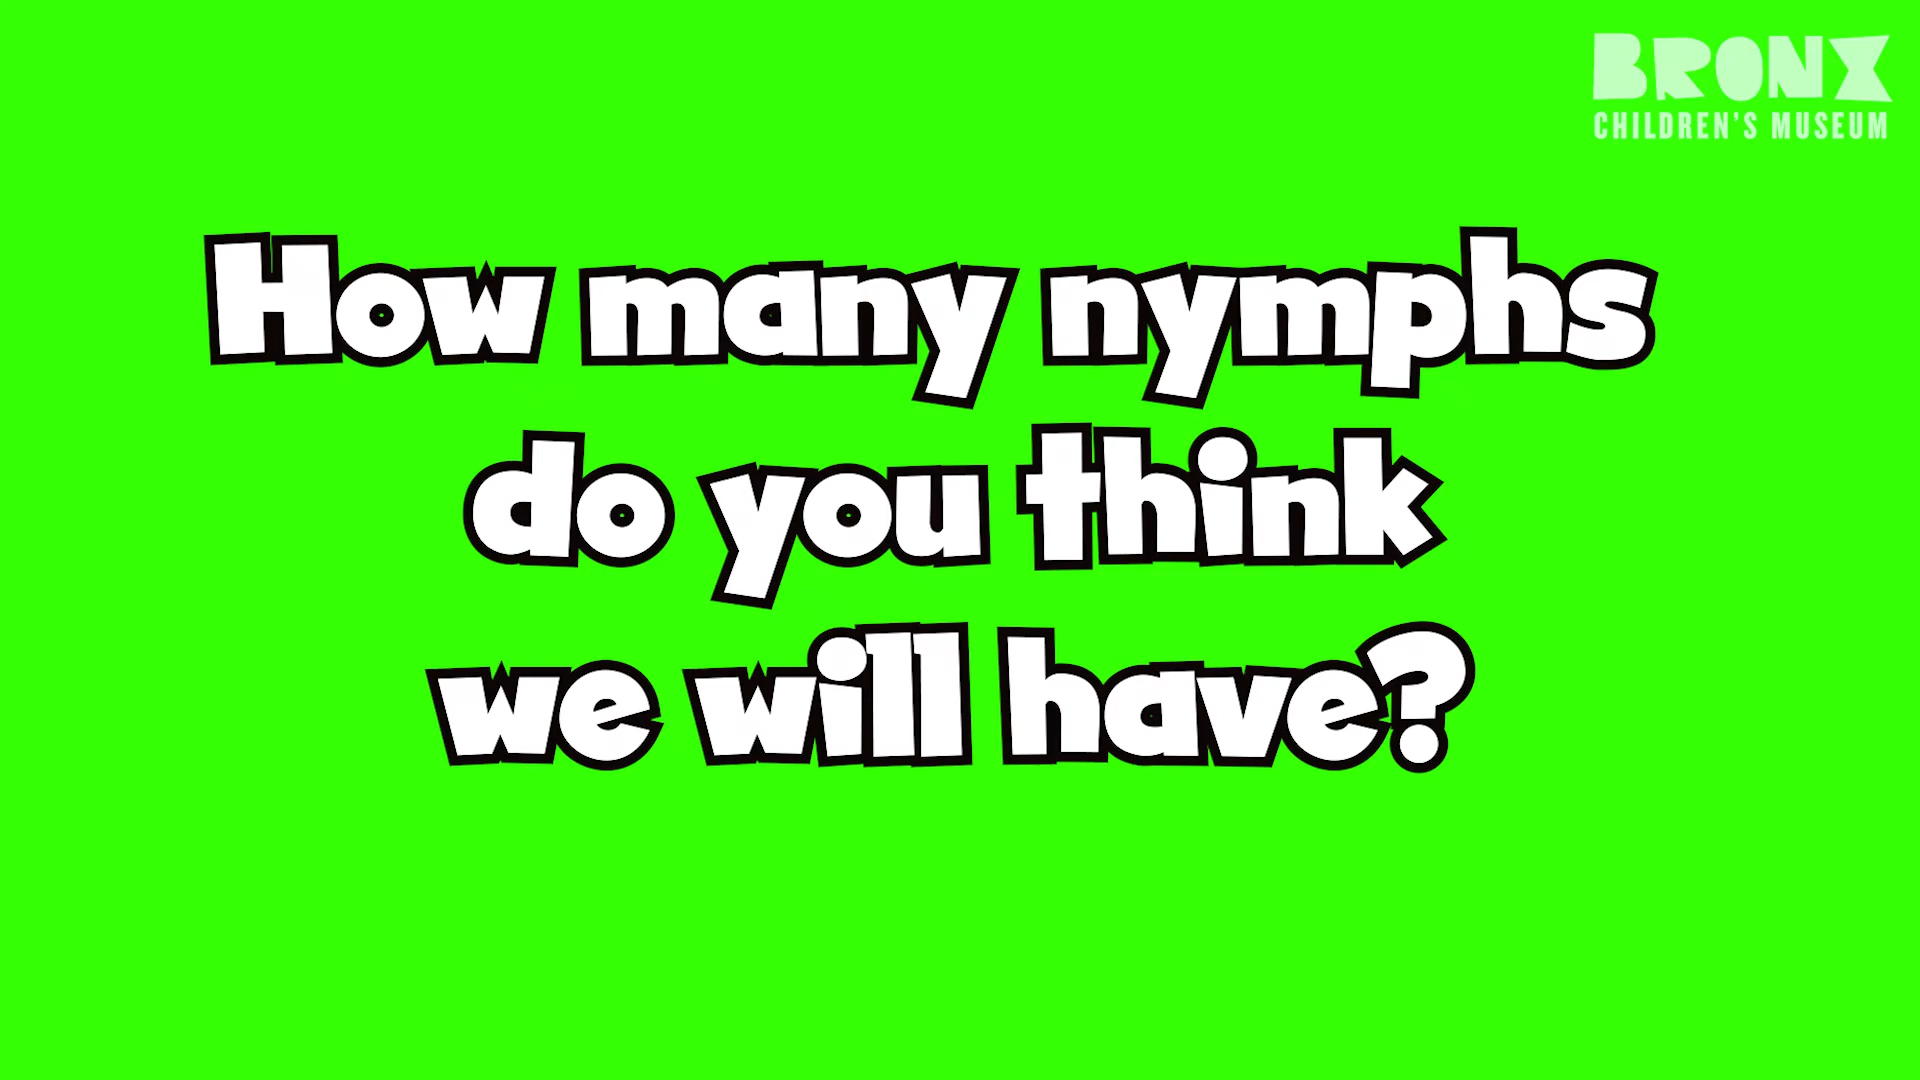 BRONX
CHILDREN'S MUSEUM
How many nymphs
do you think
we will have?